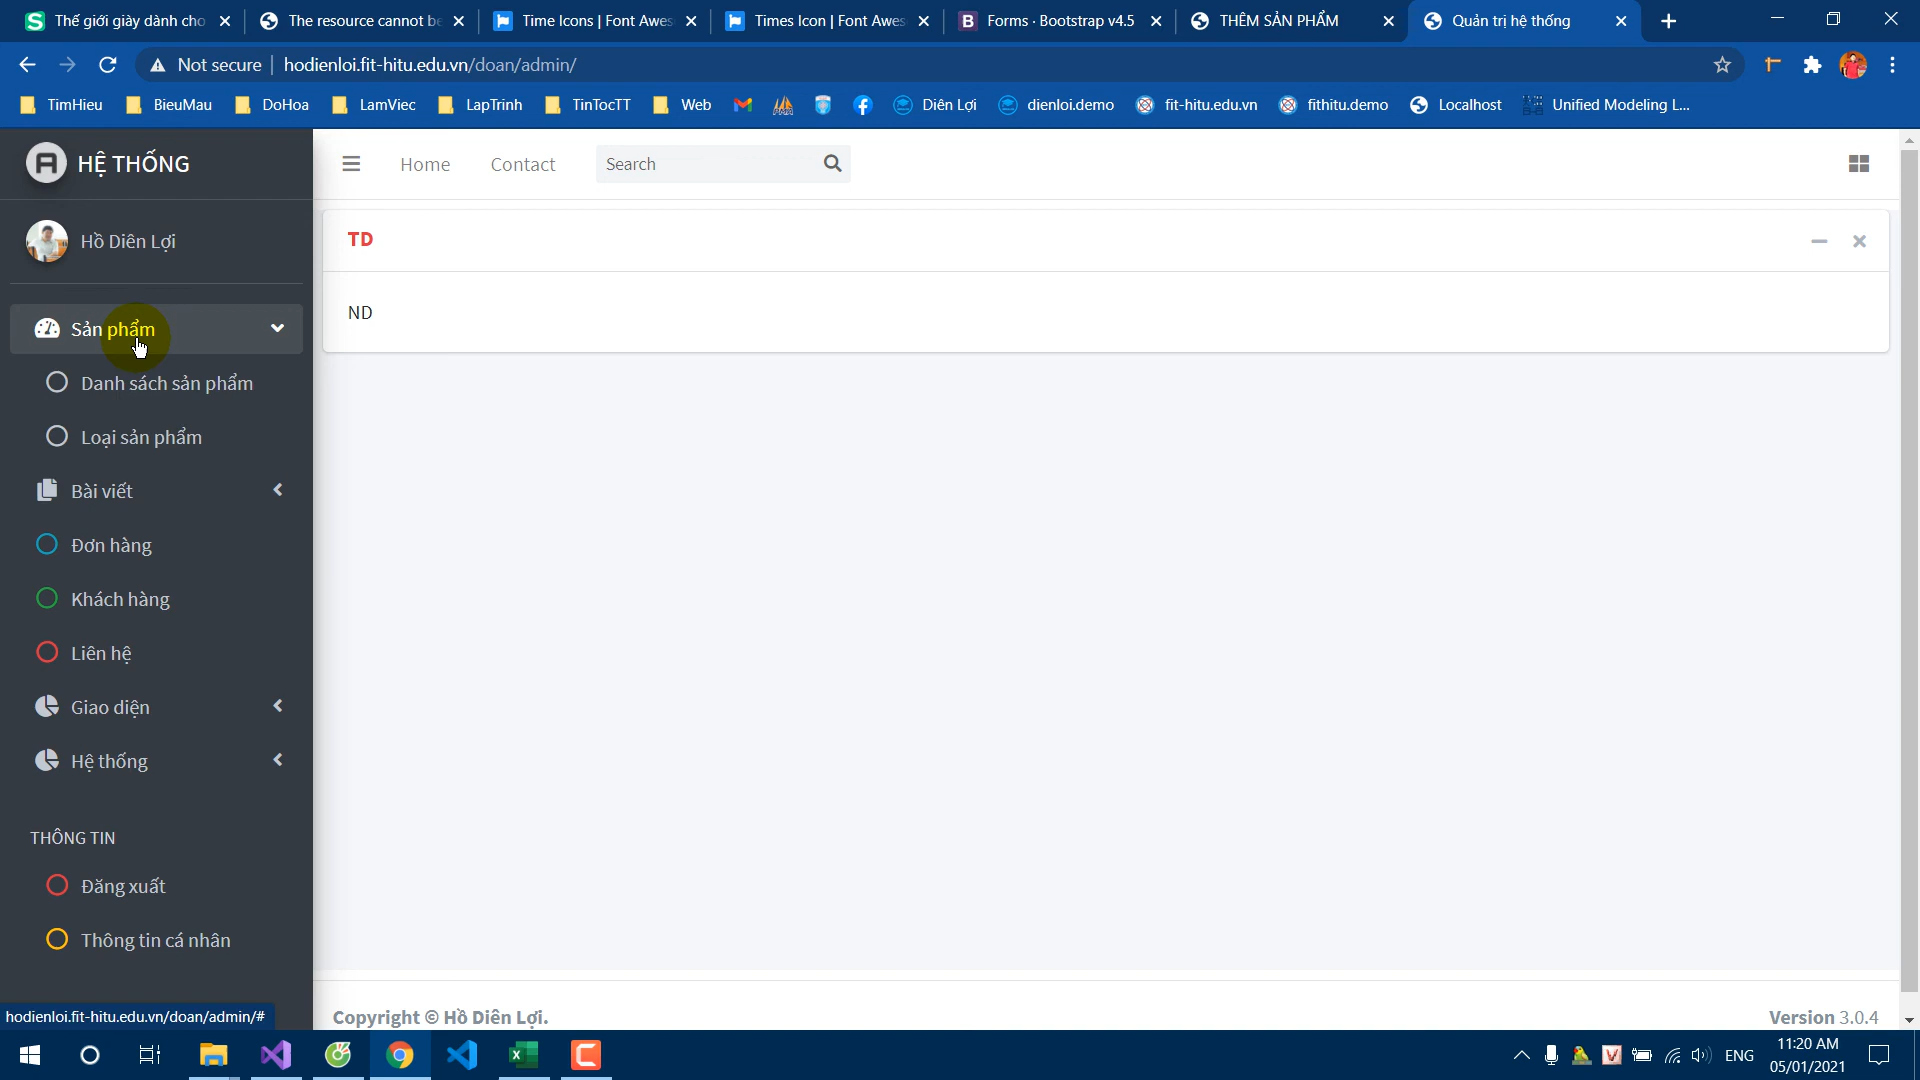 Thế giới giày dành cho
The resource cannot be
Time Icons | Font Awes
Times Icon | Font Awes
Forms · Bootstrap v4.5
THÊM SẢN PHẨM
Quản trị hệ thống
Not secure
hodienloi.fit-hitu.edu.vn/doan/admin/
TimHieu
BieuMau
DoHoa
LamViec
LapTrinh
TinTocTT
Web
Diên Lợi
dienloi.demo
fit-hitu.edu.vn
fithitu.demo
Localhost
Unified Modeling L...
HỆ THỐNG
Home
Contact
Search
Hồ Diên Lợi
TD
ND
Sản phẩm
Danh sách sản phẩm
Loại sản phẩm
Bài viết
Đơn hàng
Khách hàng
Liên hệ
Giao diện
Hệ thống
THÔNG TIN
Đăng xuất
Thông tin cá nhân
hodienloi.fit-hitu.edu.vn/doan/admin/#
Copyright © Hồ Diên Lợi.
Version 3.0.4
ENG
11:20 AM
05/01/2021